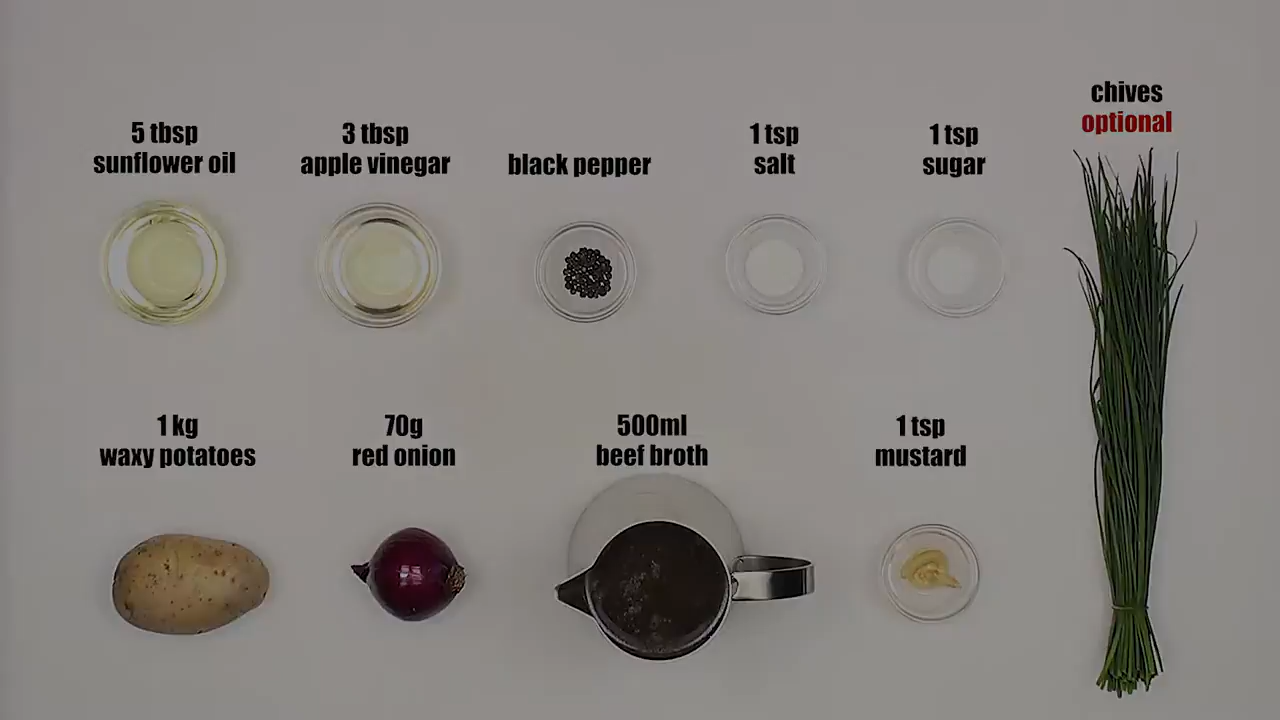 chives
optional
5 tbsp
sunflower oil
3 tbsp
apple vinegar
black pepper
1 tsp
salt
1 tsp
sugar
1 kg
waxy potatoes
70g
red onion
500ml
beef broth
1 tsp
mustard